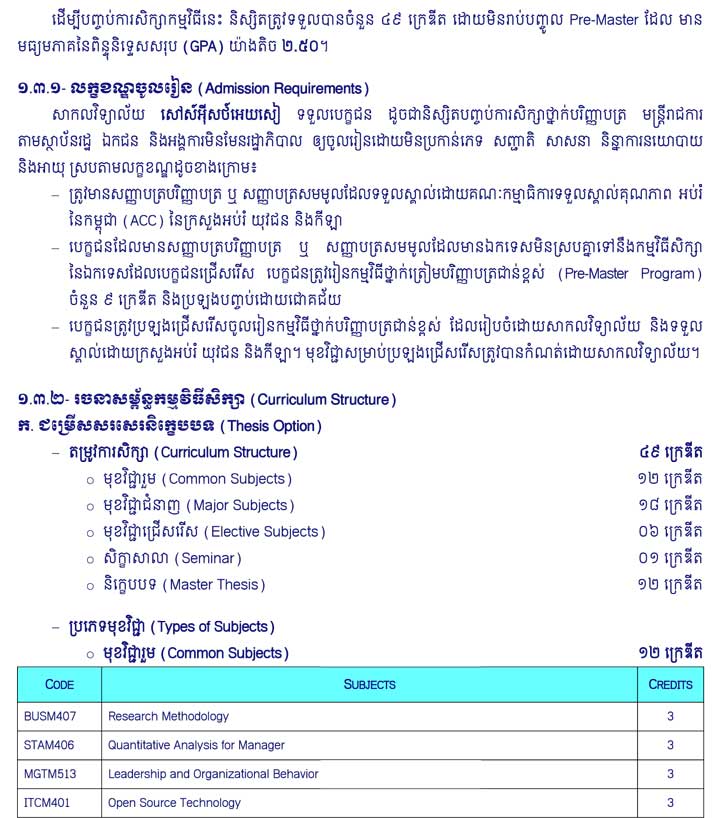 ដើម្បីបញ្ចប់ការសិក្សាកម្មវិធីនេះ និស្សិតត្រូវទទួលបានចំនួន ៤៩ ក្រេឌីត ដោយមិនរាប់បញ្ចូល Pre-Master ដែល មាន
មធ្យមភាគនៃពិន្ទុនិទ្ទេសសរុប (GPA) យ៉ាងតិច ២.៥០។
១.៣.១- លក្ខខណ្ឌចូលរៀន (Admission Requirements)
សាកលវិទ្យាល័យ សៅស៍អ៊ីសថ៍អេយសៀ ទទួលបេក្ខជន ដូចជានិស្សិតបញ្ចប់ការសិក្សាថ្នាក់បរិញ្ញាបត្រ មន្ត្រីរាជការ
តាមស្ថាប័នរដ្ឋ ឯកជន និងអង្គការមិនមែនរដ្ឋាភិបាល ឲ្យចូលរៀនដោយមិនប្រកាន់ភេទ សញ្ជាតិ សាសនា និន្នាការនយោបាយ
និងអាយុ ស្របតាមលក្ខខណ្ឌដូចខាងក្រោម៖
– ត្រូវមានសញ្ញាបត្របរិញ្ញាបត្រ ឬ សញ្ញាបត្រសមមូលដែលទទួលស្គាល់ដោយគណៈកម្មាធិការទទួលស្គាល់គុណភាព អប់រំ
នៃកម្ពុជា (ACC) នៃក្រសួងអប់រំ យុវជន និងកីឡា
– បេក្ខជនដែលមានសញ្ញាបត្របរិញ្ញាបត្រ ឬ សញ្ញាបត្រសមមូលដែលមានឯកទេសមិនស្របគ្នាទៅនឹងកម្មវិធីសិក្សា
នៃឯកទេសដែលបេក្ខជនជ្រើសរើស បេក្ខជនត្រូវរៀនកម្មវិធីថ្នាក់ត្រៀមបរិញ្ញាបត្រជាន់ខ្ពស់ (Pre-Master Program)
ចំនួន ៩ ក្រេឌីត និងប្រឡងបញ្ចប់ដោយជោគជ័យ
– បេក្ខជនត្រូវប្រឡងជ្រើសរើសចូលរៀនកម្មវិធីថ្នាក់បរិញ្ញាបត្រជាន់ខ្ពស់ ដែលរៀបចំដោយសាកលវិទ្យាល័យ និងទទួល
ស្គាល់ដោយក្រសួងអប់រំ យុវជន និងកីឡា។ មុខវិជ្ជាសម្រាប់ប្រឡងជ្រើសរើសត្រូវបានកំណត់ដោយសាកលវិទ្យាល័យ។
១.៣.២- រចនាសម្ព័ន្ធកម្មវិធីសិក្សា (Curriculum Structure)
ក. ជម្រើសសរសេរនិក្ខេបបទ (Thesis Option)
– តម្រូវការសិក្សា (Curriculum Structure) ៤៩ ក្រេឌីត
○ មុខវិជ្ជារួម (Common Subjects) ១២ ក្រេឌីត
○ មុខវិជ្ជាជំនាញ (Major Subjects) ១៨ ក្រេឌីត
○ មុខវិជ្ជាជ្រើសរើស (Elective Subjects) ០៦ ក្រេឌីត
○ សិក្ខាសាលា (Seminar) ០១ ក្រេឌីត
○ និក្ខេបបទ (Master Thesis) ១២ ក្រេឌីត
– ប្រភេទមុខវិជ្ជា (Types of Subjects)
○ មុខវិជ្ជារួម (Common Subjects) ១២ ក្រេឌីត
CODE SUBJECTS CREDITS
BUSM407 Research Methodology 3
STAM406 Quantitative Analysis for Manager 3
MGTM513 Leadership and Organizational Behavior 3
ITCM401 Open Source Technology 3